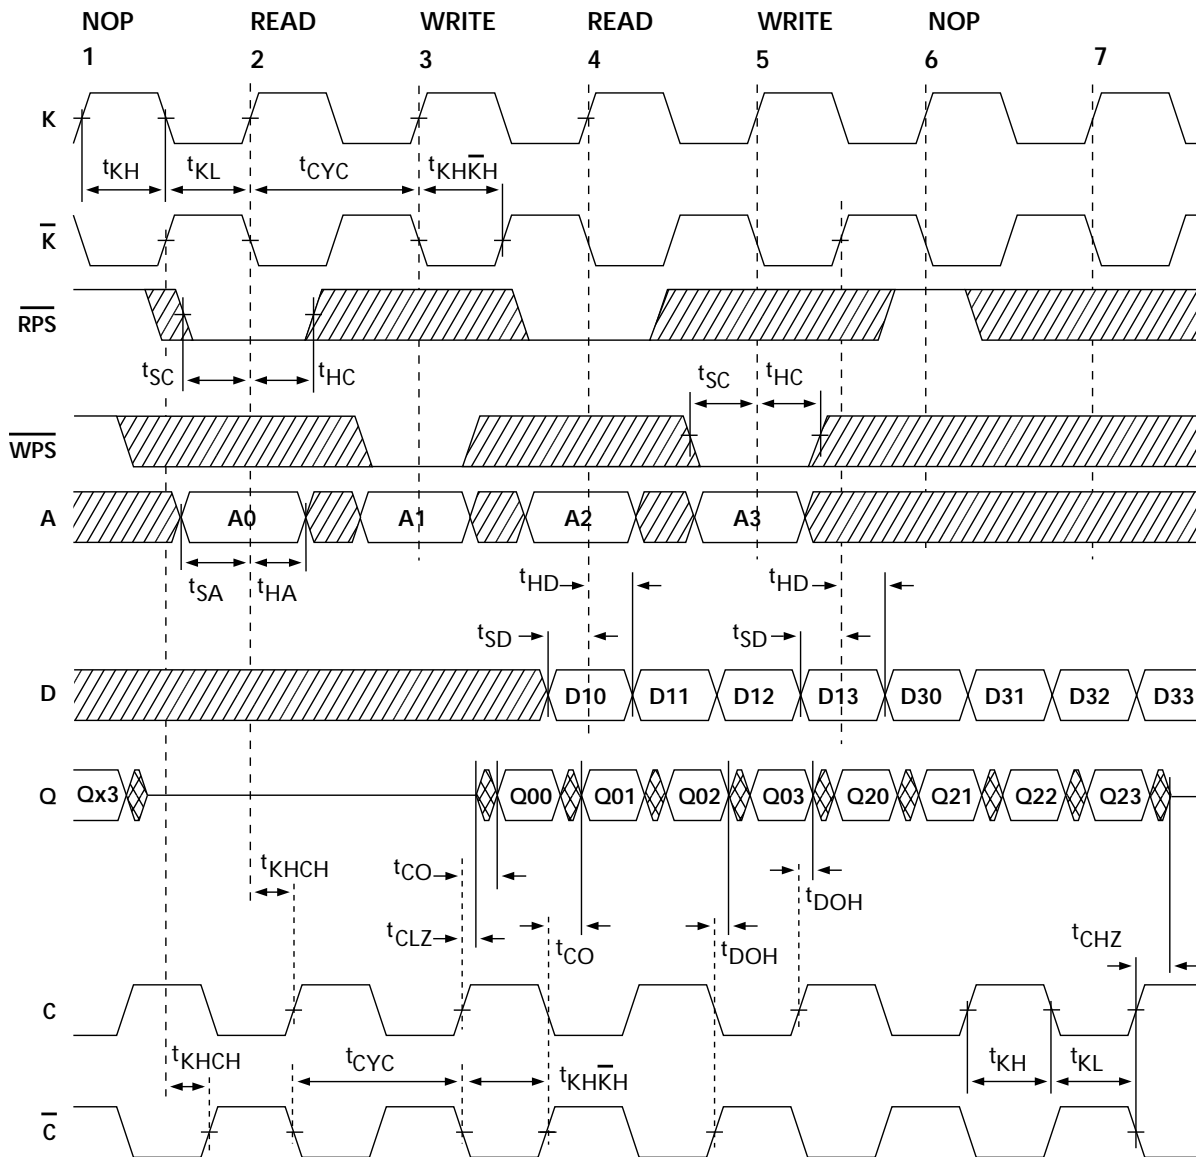 NOP READ WRITE READ WRITE NOP
1 2 3 4 5 6 7
K
tKH tKL tCYC tKHK̅H
K̅
R̅P̅S̅
tSC tHC tSC tHC
W̅P̅S̅
A A0 A1 A2 A3
tSA tHA tHD tHD
tSD tSD
D D10 D11 D12 D13 D30 D31 D32 D33
Q Qx3 Q00 Q01 Q02 Q03 Q20 Q21 Q22 Q23
tKHCH tCO tDOH
tCLZ tCO tDOH tCHZ
C
tKHCH tCYC tKHK̅H tKH tKL
C̅